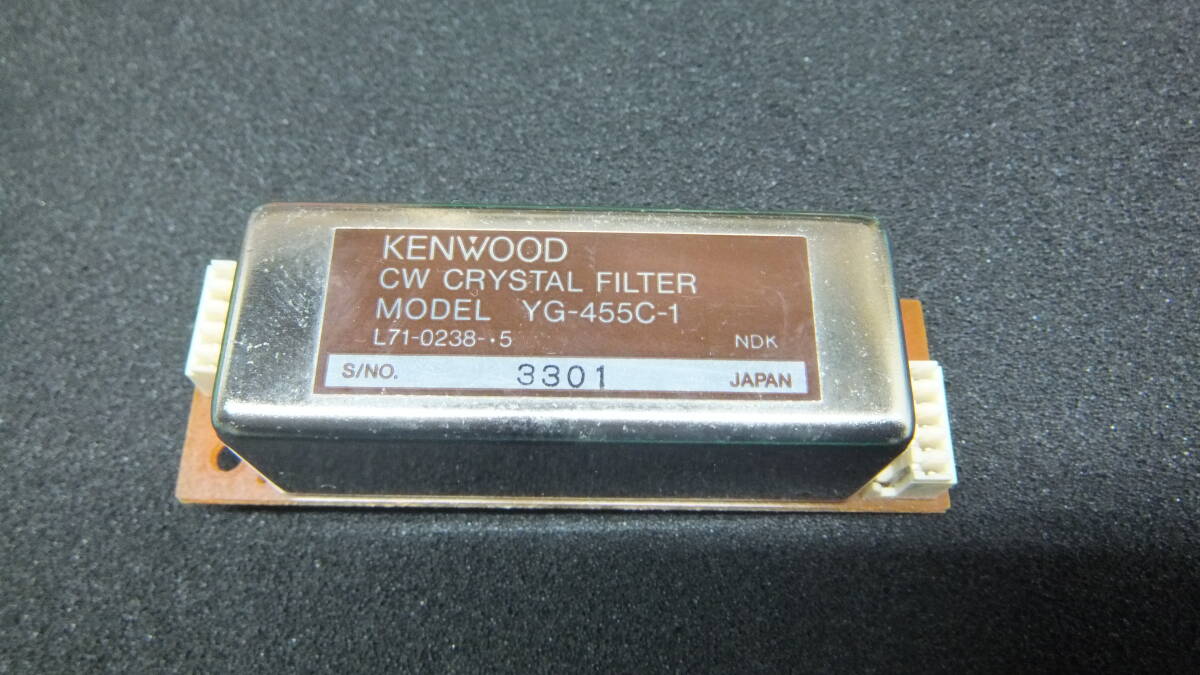 KENWOOD
CW CRYSTAL FILTER
MODEL YG-455C-1
L71-0238-·5 NDK
S/NO. 3301 JAPAN